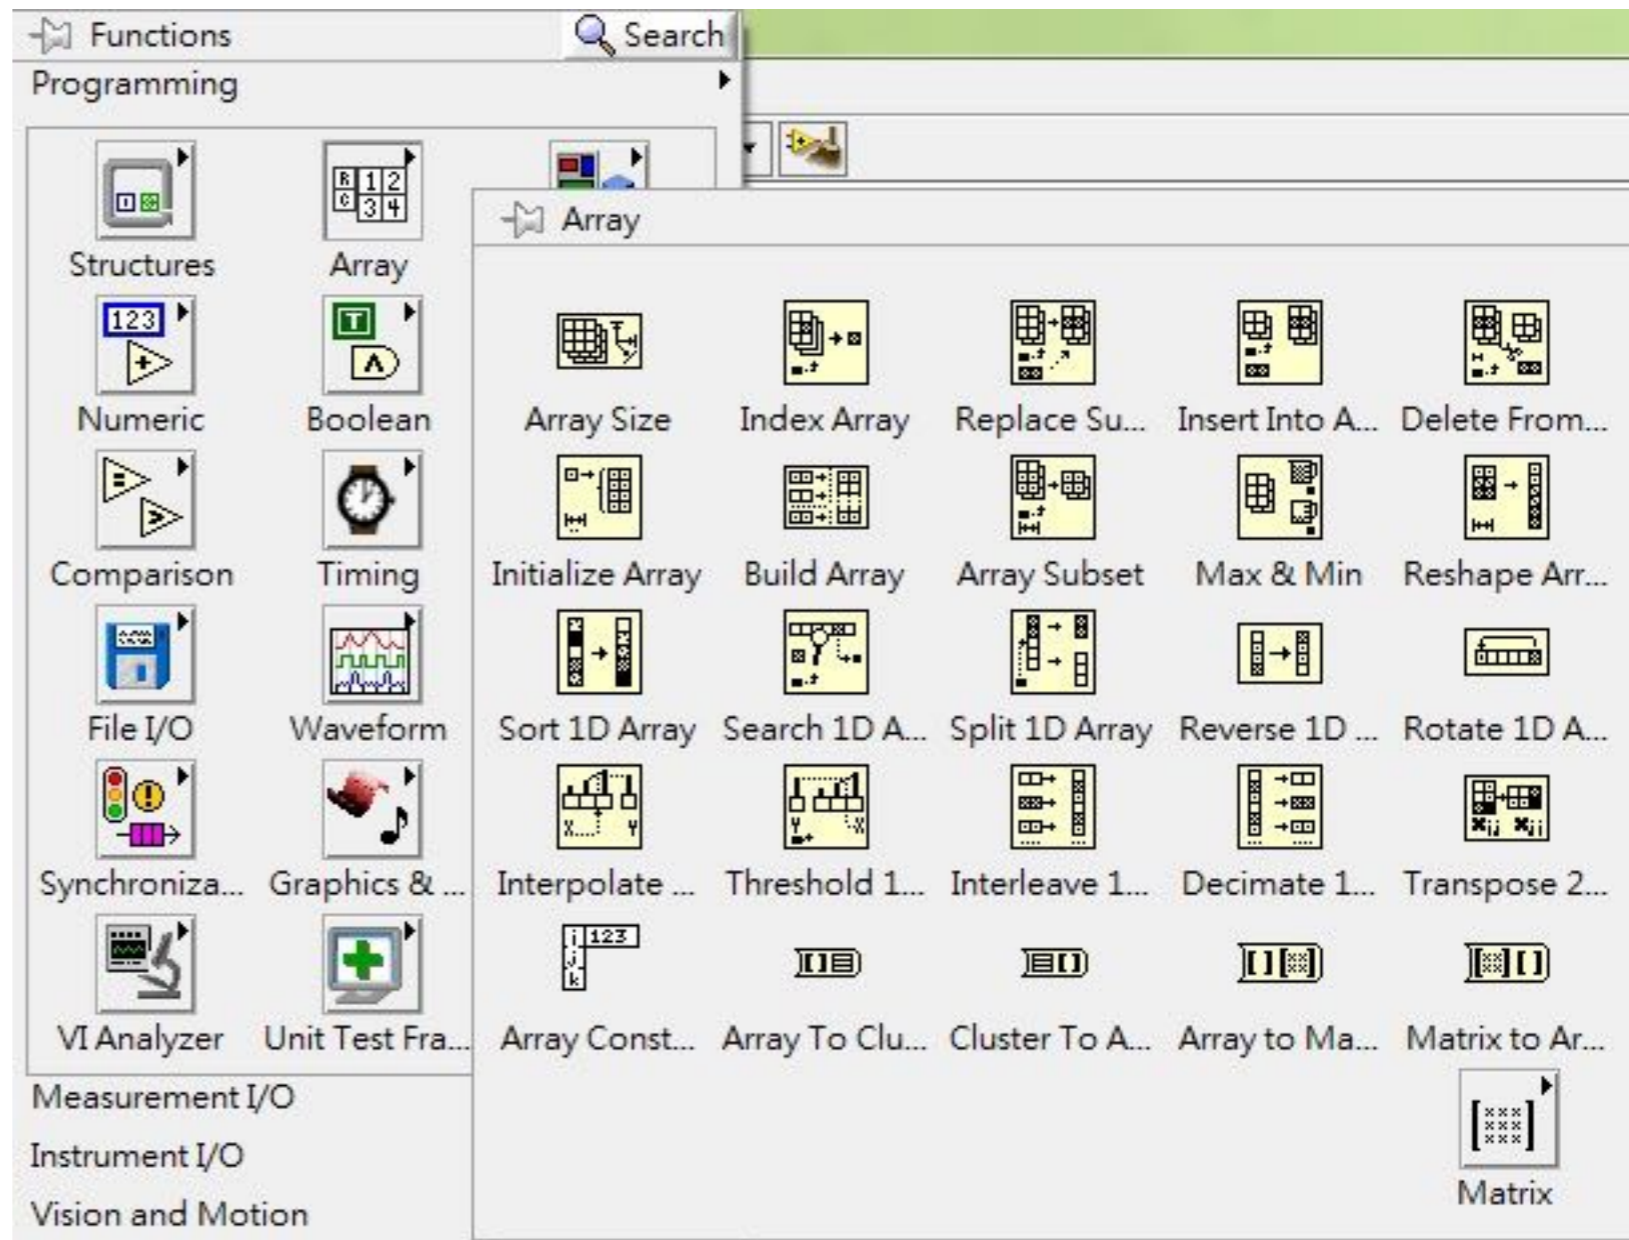 Functions
Search
Programming
Structures
Array
Numeric
Boolean
Comparison
Timing
File I/O
Waveform
Synchroniza...
Graphics & ...
VI Analyzer
Unit Test Fra...
Measurement I/O
Instrument I/O
Vision and Motion
Array
Array Size
Index Array
Replace Su...
Insert Into A...
Delete From...
Initialize Array
Build Array
Array Subset
Max & Min
Reshape Arr...
Sort 1D Array
Search 1D A...
Split 1D Array
Reverse 1D ...
Rotate 1D A...
Interpolate ...
Threshold 1...
Interleave 1...
Decimate 1...
Transpose 2...
Array Const...
Array To Clu...
Cluster To A...
Array to Ma...
Matrix to Ar...
Matrix